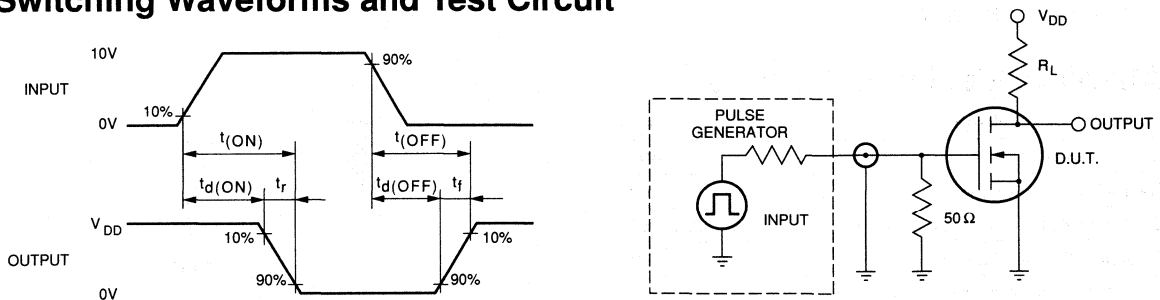 Switching Waveforms and Test Circuit
10V
INPUT
0V
10%
90%
t(ON)
t(OFF)
td(ON)
tr
td(OFF)
tf
VDD
OUTPUT
0V
10%
90%
90%
10%
VDD
RL
PULSE
GENERATOR
INPUT
50Ω
OUTPUT
D.U.T.